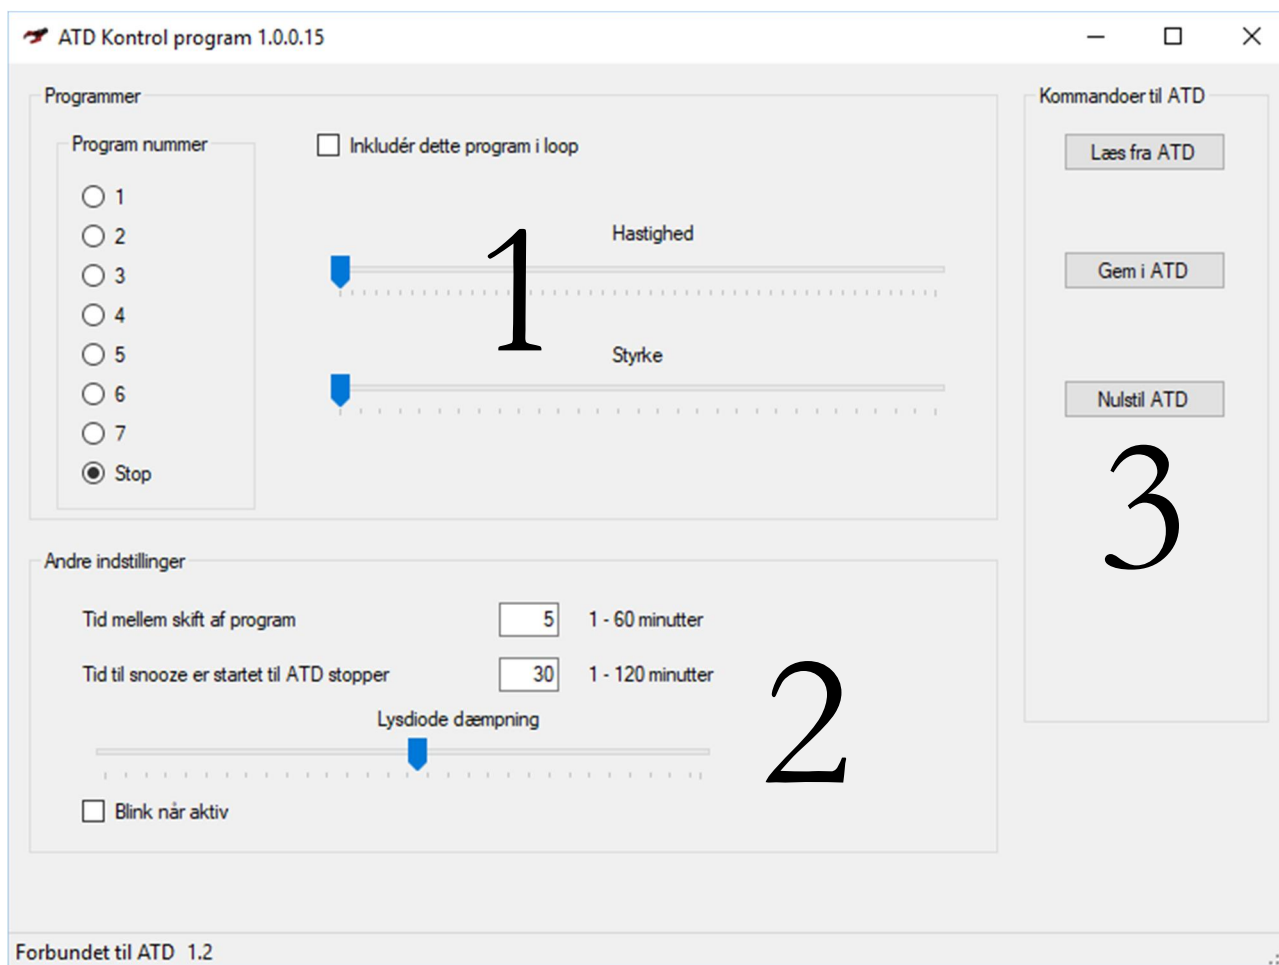 ATD Kontrol program 1.0.0.15
Programmer
Program nummer
1
2
3
4
5
6
7
Stop
Inkludér dette program i loop
Hastighed
1
Styrke
Andre indstillinger
Tid mellem skift af program 5 1 - 60 minutter
Tid til snooze er startet til ATD stopper 30 1 - 120 minutter
Lysdiode dæmpning
Blink når aktiv
2
Kommandoer til ATD
Læs fra ATD
Gem i ATD
Nulstil ATD
3
Forbundet til ATD 1.2